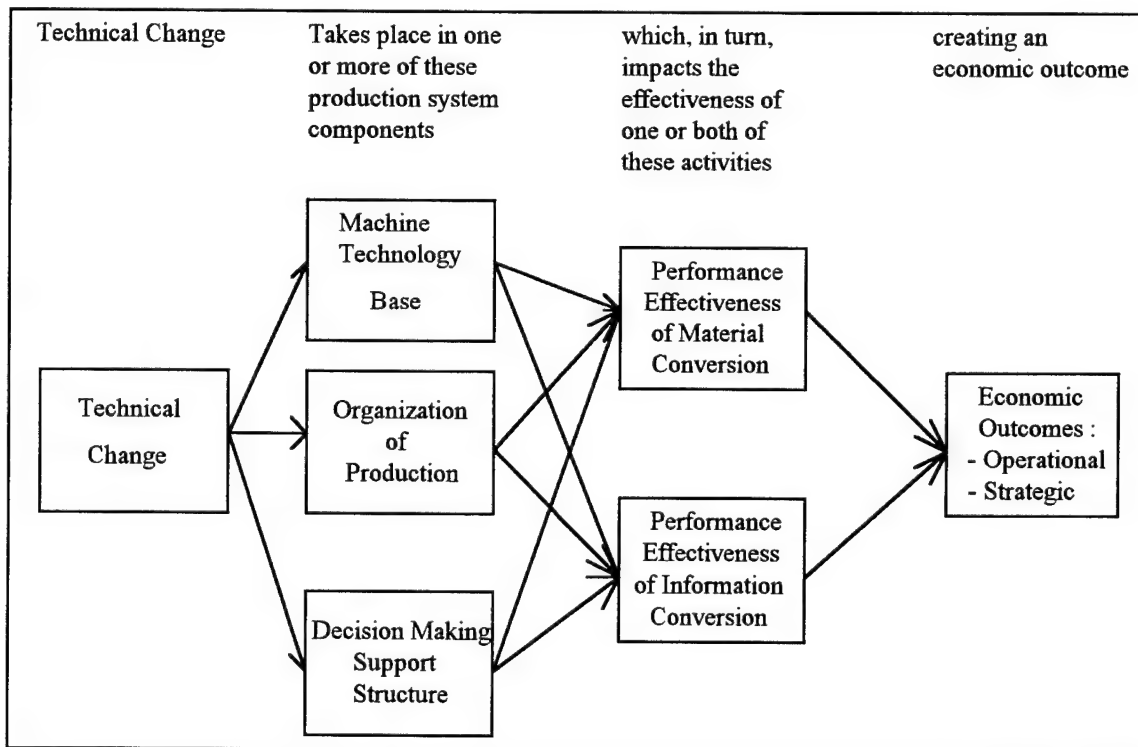 Technical Change
Takes place in one
or more of these
production system
components
which, in turn,
impacts the
effectiveness of
one or both of
these activities
creating an
economic outcome
Technical
Change
Machine
Technology
Base
Organization
of
Production
Decision Making
Support
Structure
Performance
Effectiveness
of Material
Conversion
Performance
Effectiveness
of Information
Conversion
Economic
Outcomes :
- Operational
- Strategic